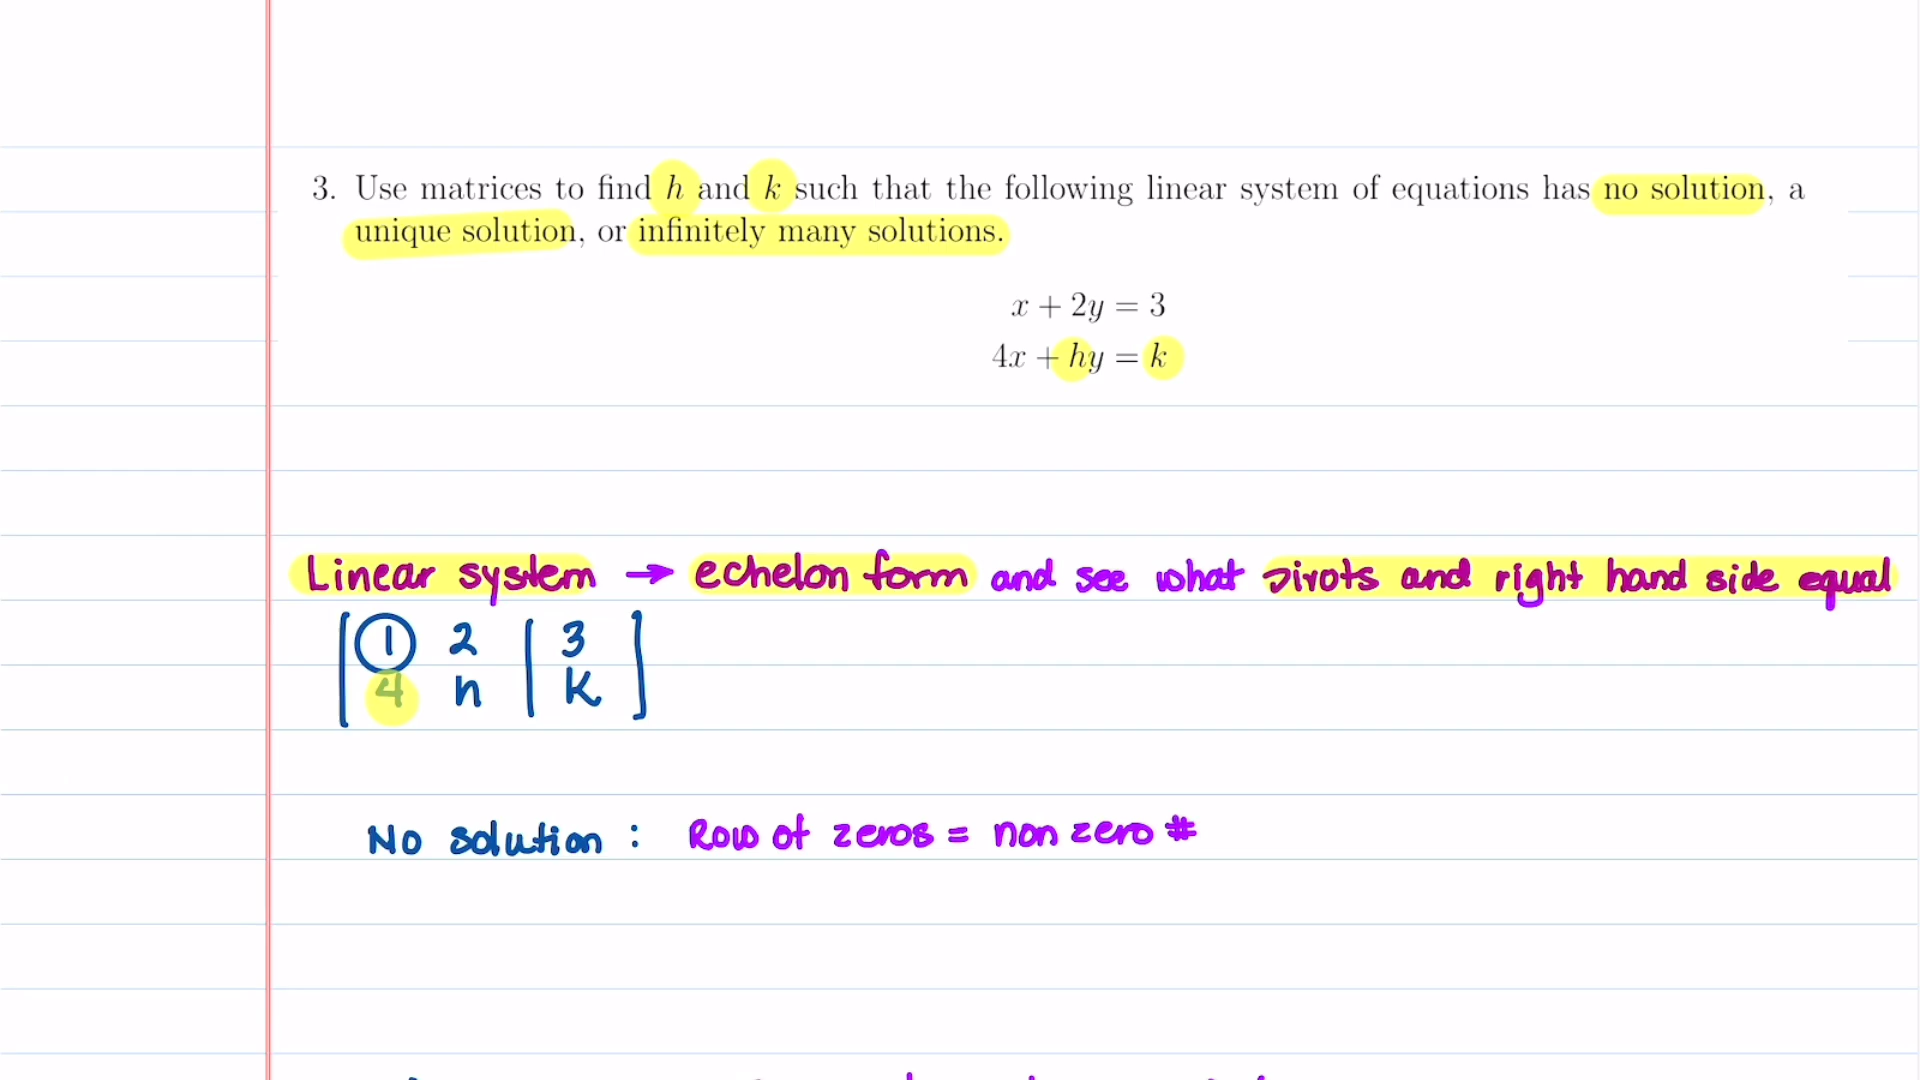 3. Use matrices to find h and k such that the following linear system of equations has no solution, a
unique solution, or infinitely many solutions.
x + 2y = 3
4x + hy = k
Linear system → echelon form and see what pivots and right hand side equal
1 2 | 3
4 h | k
No solution : Row of zeros = non zero #